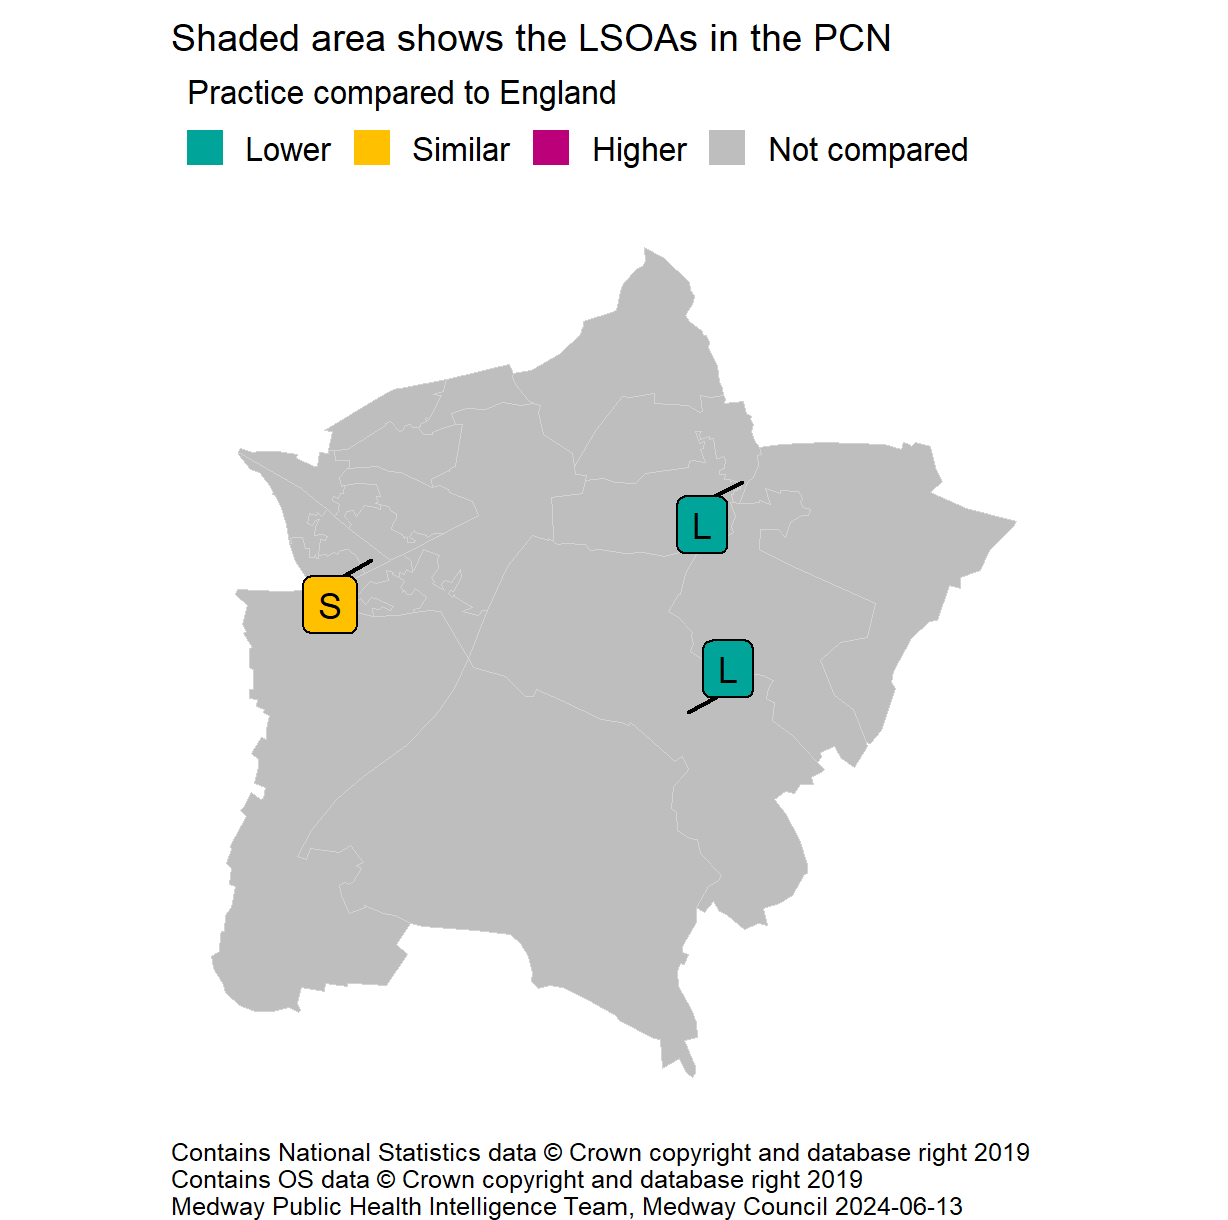 Shaded area shows the LSOAs in the PCN
Practice compared to England
Lower Similar Higher Not compared
L
S
L
Contains National Statistics data © Crown copyright and database right 2019
Contains OS data © Crown copyright and database right 2019
Medway Public Health Intelligence Team, Medway Council 2024-06-13